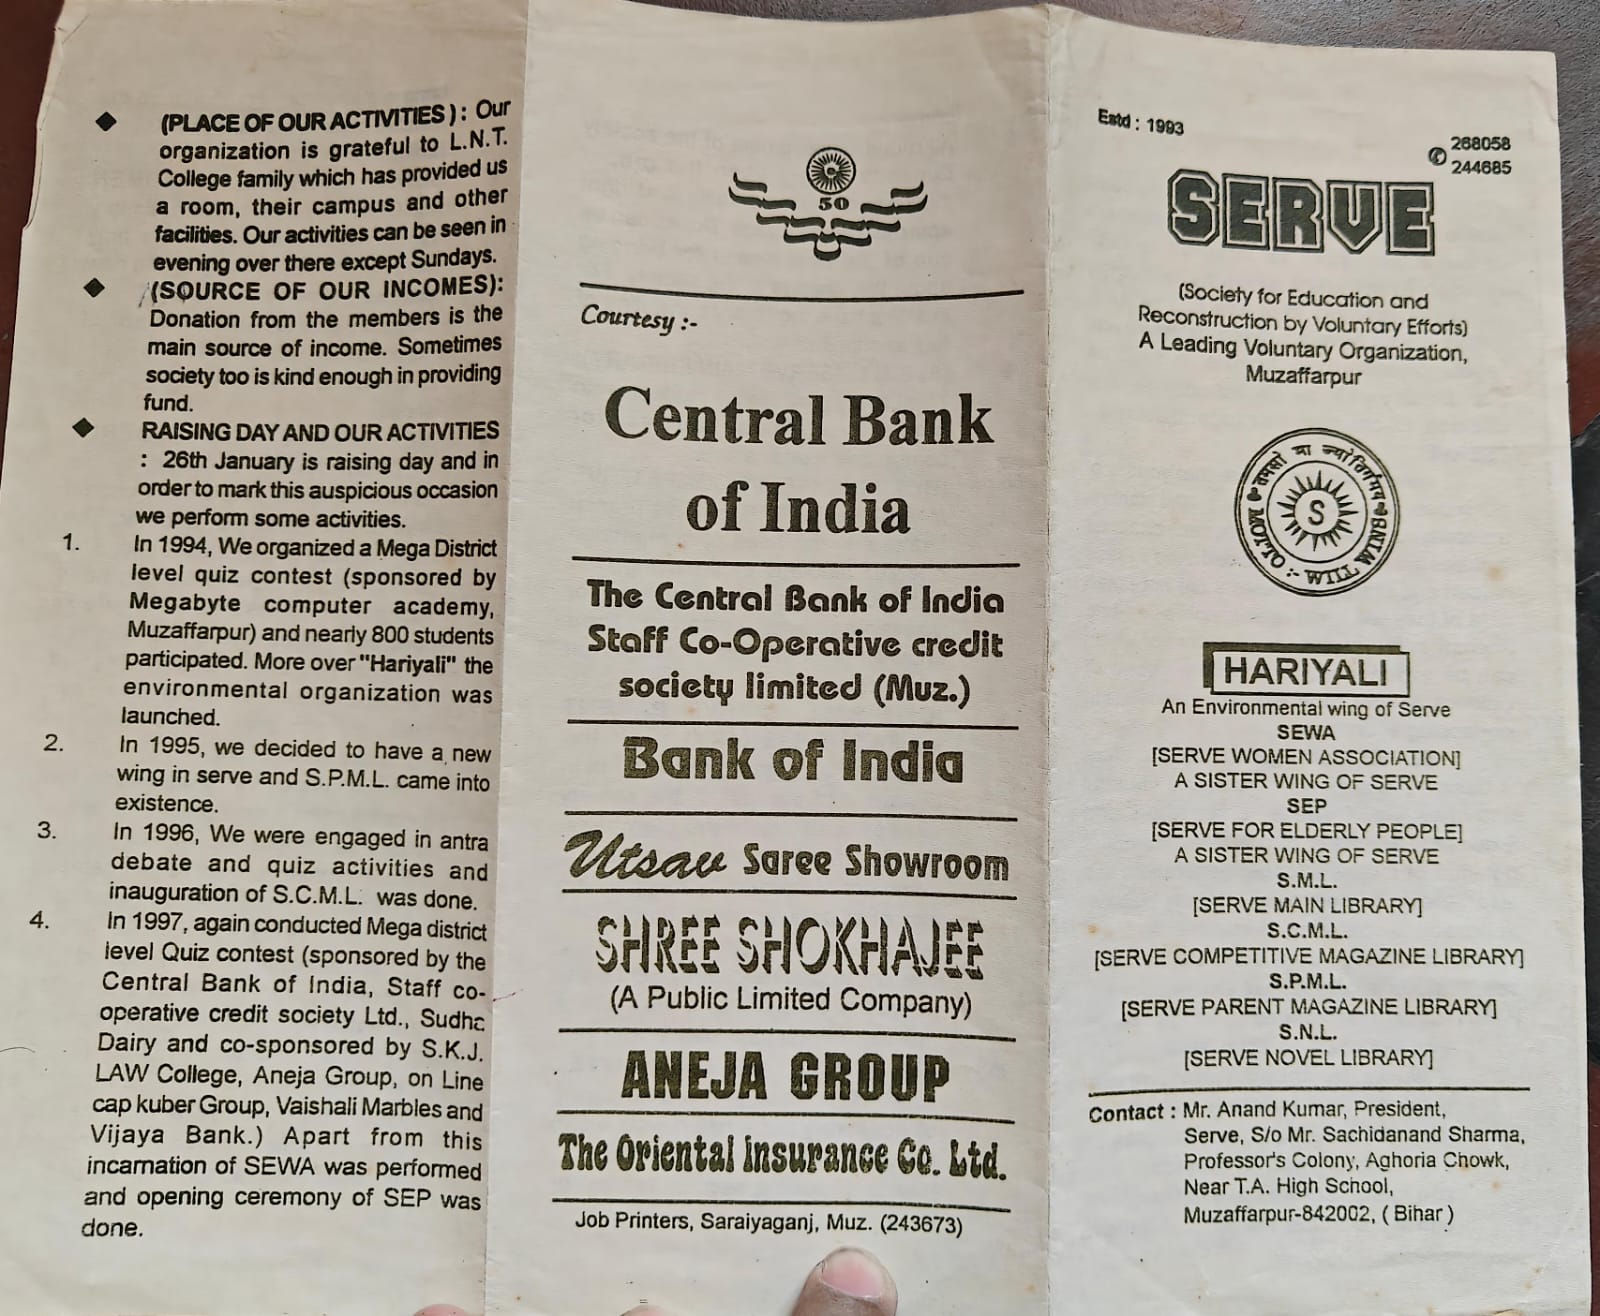 ◆ (PLACE OF OUR ACTIVITIES ) : Our
organization is grateful to L.N.T.
College family which has provided us
a room, their campus and other
facilities. Our activities can be seen in
evening over there except Sundays.
◆ (SOURCE OF OUR INCOMES):
Donation from the members is the
main source of income. Sometimes
society too is kind enough in providing
fund.
◆ RAISING DAY AND OUR ACTIVITIES
: 26th January is raising day and in
order to mark this auspicious occasion
we perform some activities.
1. In 1994, We organized a Mega District
level quiz contest (sponsored by
Megabyte computer academy,
Muzaffarpur) and nearly 800 students
participated. More over "Hariyali" the
environmental organization was
launched.
2. In 1995, we decided to have a new
wing in serve and S.P.M.L. came into
existence.
3. In 1996, We were engaged in antra
debate and quiz activities and
inauguration of S.C.M.L. was done.
4. In 1997, again conducted Mega district
level Quiz contest (sponsored by the
Central Bank of India, Staff co-
operative credit society Ltd., Sudha
Dairy and co-sponsored by S.K.J.
LAW College, Aneja Group, on Line
cap kuber Group, Vaishali Marbles and
Vijaya Bank.) Apart from this
incarnation of SEWA was performed
and opening ceremony of SEP was
done.
50
Courtesy :-
Central Bank
of India
The Central Bank of India
Staff Co-Operative credit
society limited (Muz.)
Bank of India
Utsav Saree Showroom
SHREE SHOKHAJEE
(A Public Limited Company)
ANEJA GROUP
The Oriental Insurance Co. Ltd.
Job Printers, Saraiyaganj, Muz. (243673)
Estd : 1993
✆ 268058
244685
SERVE
(Society for Education and
Reconstruction by Voluntary Efforts)
A Leading Voluntary Organization,
Muzaffarpur
तमसो मा ज्योतिर्गमय
S
MOTTO :- WILL WINS
HARIYALI
An Environmental wing of Serve
SEWA
[SERVE WOMEN ASSOCIATION]
A SISTER WING OF SERVE
SEP
[SERVE FOR ELDERLY PEOPLE]
A SISTER WING OF SERVE
S.M.L.
[SERVE MAIN LIBRARY]
S.C.M.L.
[SERVE COMPETITIVE MAGAZINE LIBRARY]
S.P.M.L.
[SERVE PARENT MAGAZINE LIBRARY]
S.N.L.
[SERVE NOVEL LIBRARY]
Contact : Mr. Anand Kumar, President,
Serve, S/o Mr. Sachidanand Sharma,
Professor's Colony, Aghoria Chowk,
Near T.A. High School,
Muzaffarpur-842002, ( Bihar )